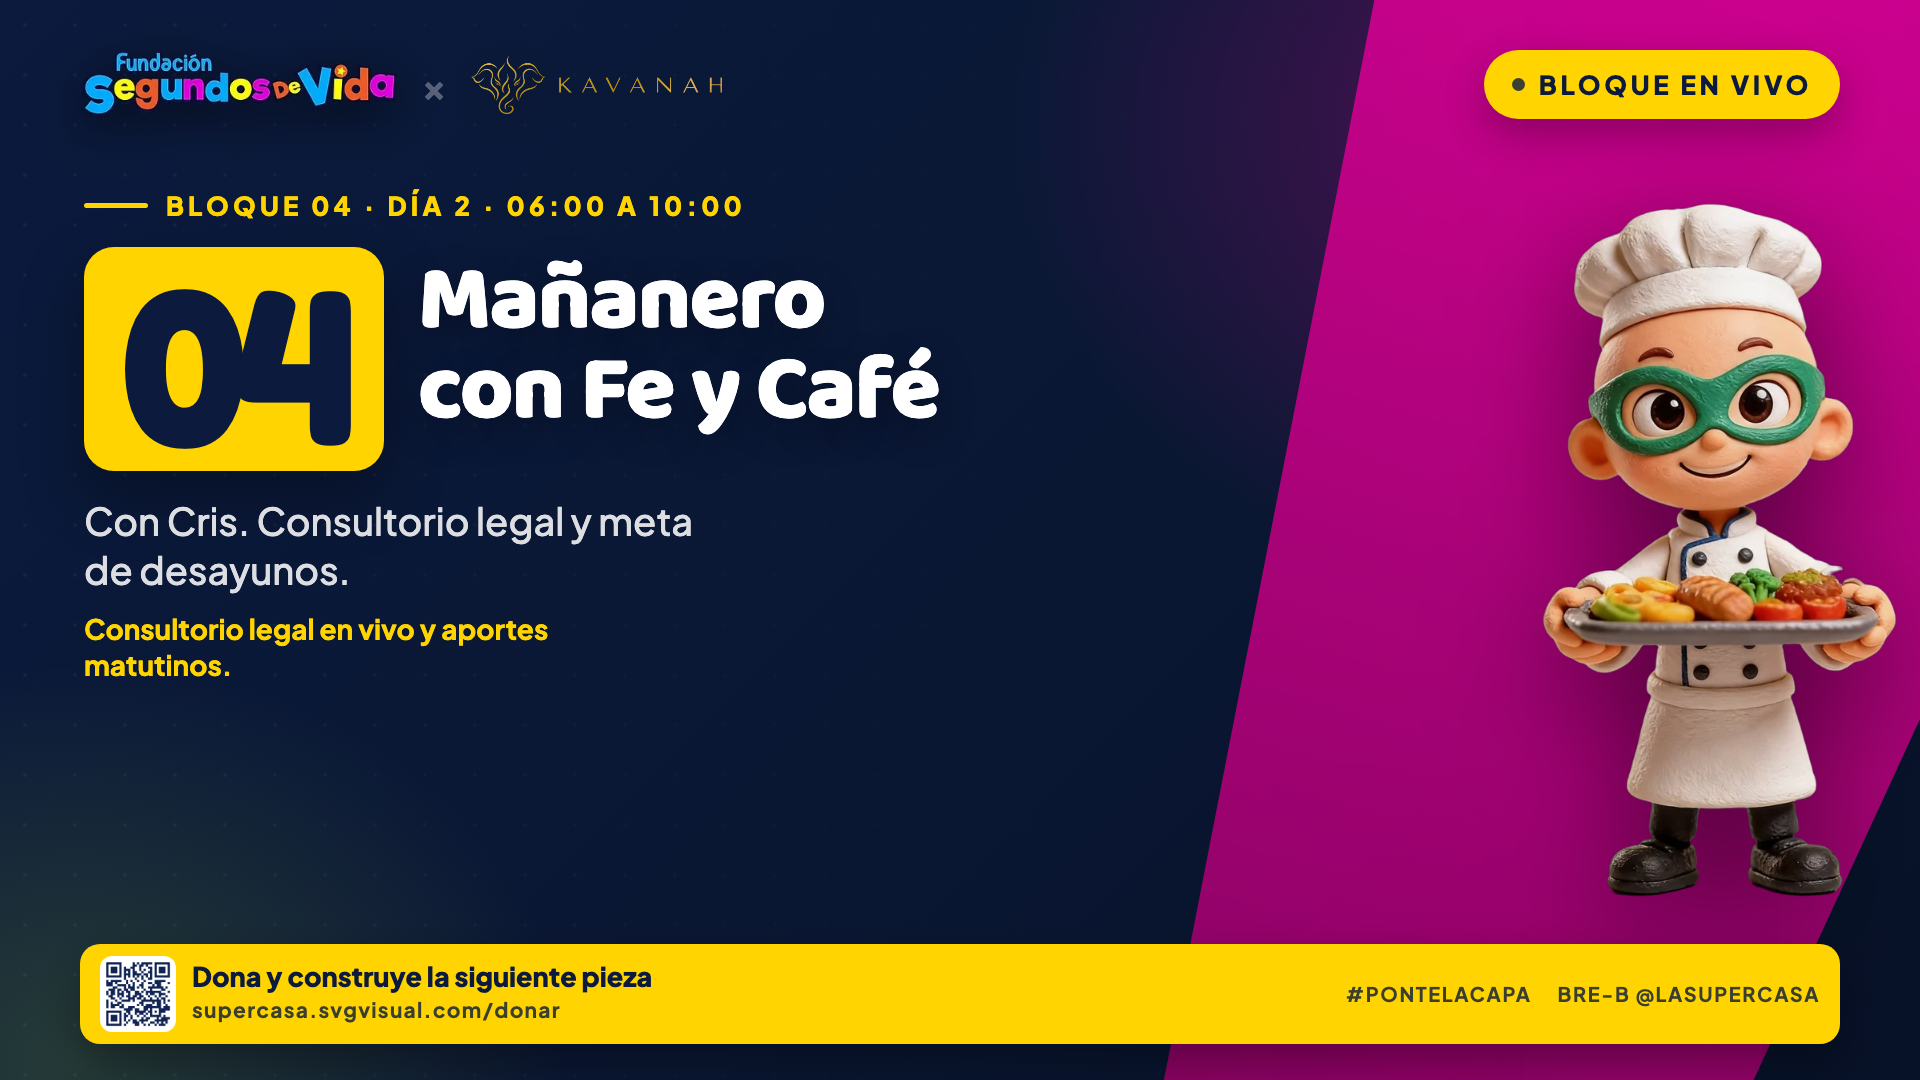 Fundación
Segundos DE Vida × KAVANAH
BLOQUE EN VIVO
BLOQUE 04 · DÍA 2 · 06:00 A 10:00
04
Mañanero
con Fe y Café
Con Cris. Consultorio legal y meta
de desayunos.
Consultorio legal en vivo y aportes
matutinos.
Dona y construye la siguiente pieza
supercasa.svgvisual.com/donar
#PONTELACAPA BRE-B @LASUPERCASA